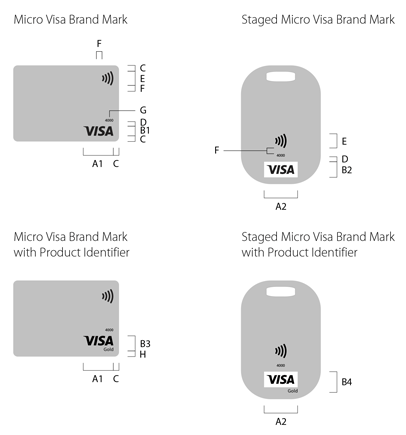 Micro Visa Brand Mark
F
C
E
F
G
4000
D
VISA
B1
C
A1
C
Staged Micro Visa Brand Mark
E
F
4000
D
VISA
B2
A2
Micro Visa Brand Mark
with Product Identifier
4000
VISA
B3
Gold
H
A1
C
Staged Micro Visa Brand Mark
with Product Identifier
4000
VISA
B4
Gold
A2